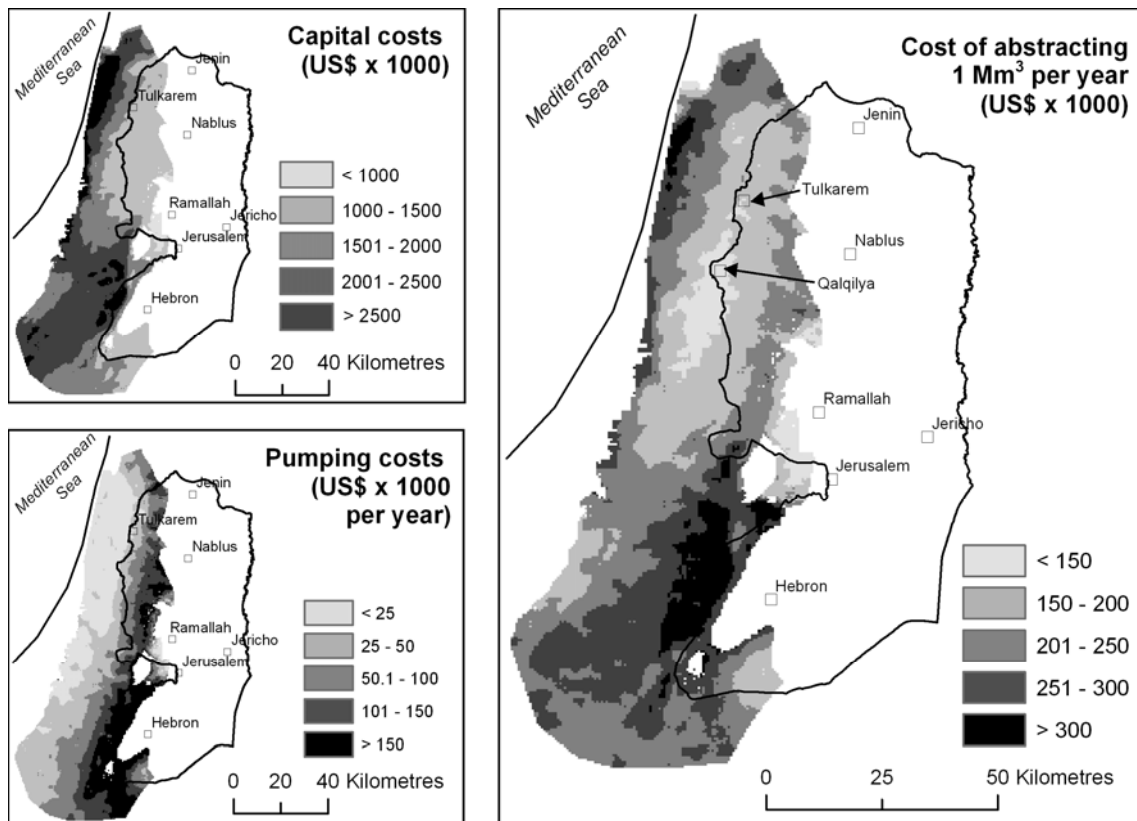 Capital costs
(US$ x 1000)
Mediterranean
Sea
Jenin
Tulkarem
Nablus
Ramallah
Jericho
Jerusalem
Hebron
< 1000
1000 - 1500
1501 - 2000
2001 - 2500
> 2500
0 20 40 Kilometres
Pumping costs
(US$ x 1000
per year)
Mediterranean
Sea
Jenin
Tulkarem
Nablus
Ramallah
Jericho
Jerusalem
Hebron
< 25
25 - 50
50.1 - 100
101 - 150
> 150
0 20 40 Kilometres
Cost of abstracting
1 Mm³ per year
(US$ x 1000)
Mediterranean
Sea
Jenin
Tulkarem
Nablus
Qalqilya
Ramallah
Jericho
Jerusalem
Hebron
< 150
150 - 200
201 - 250
251 - 300
> 300
0 25 50 Kilometres